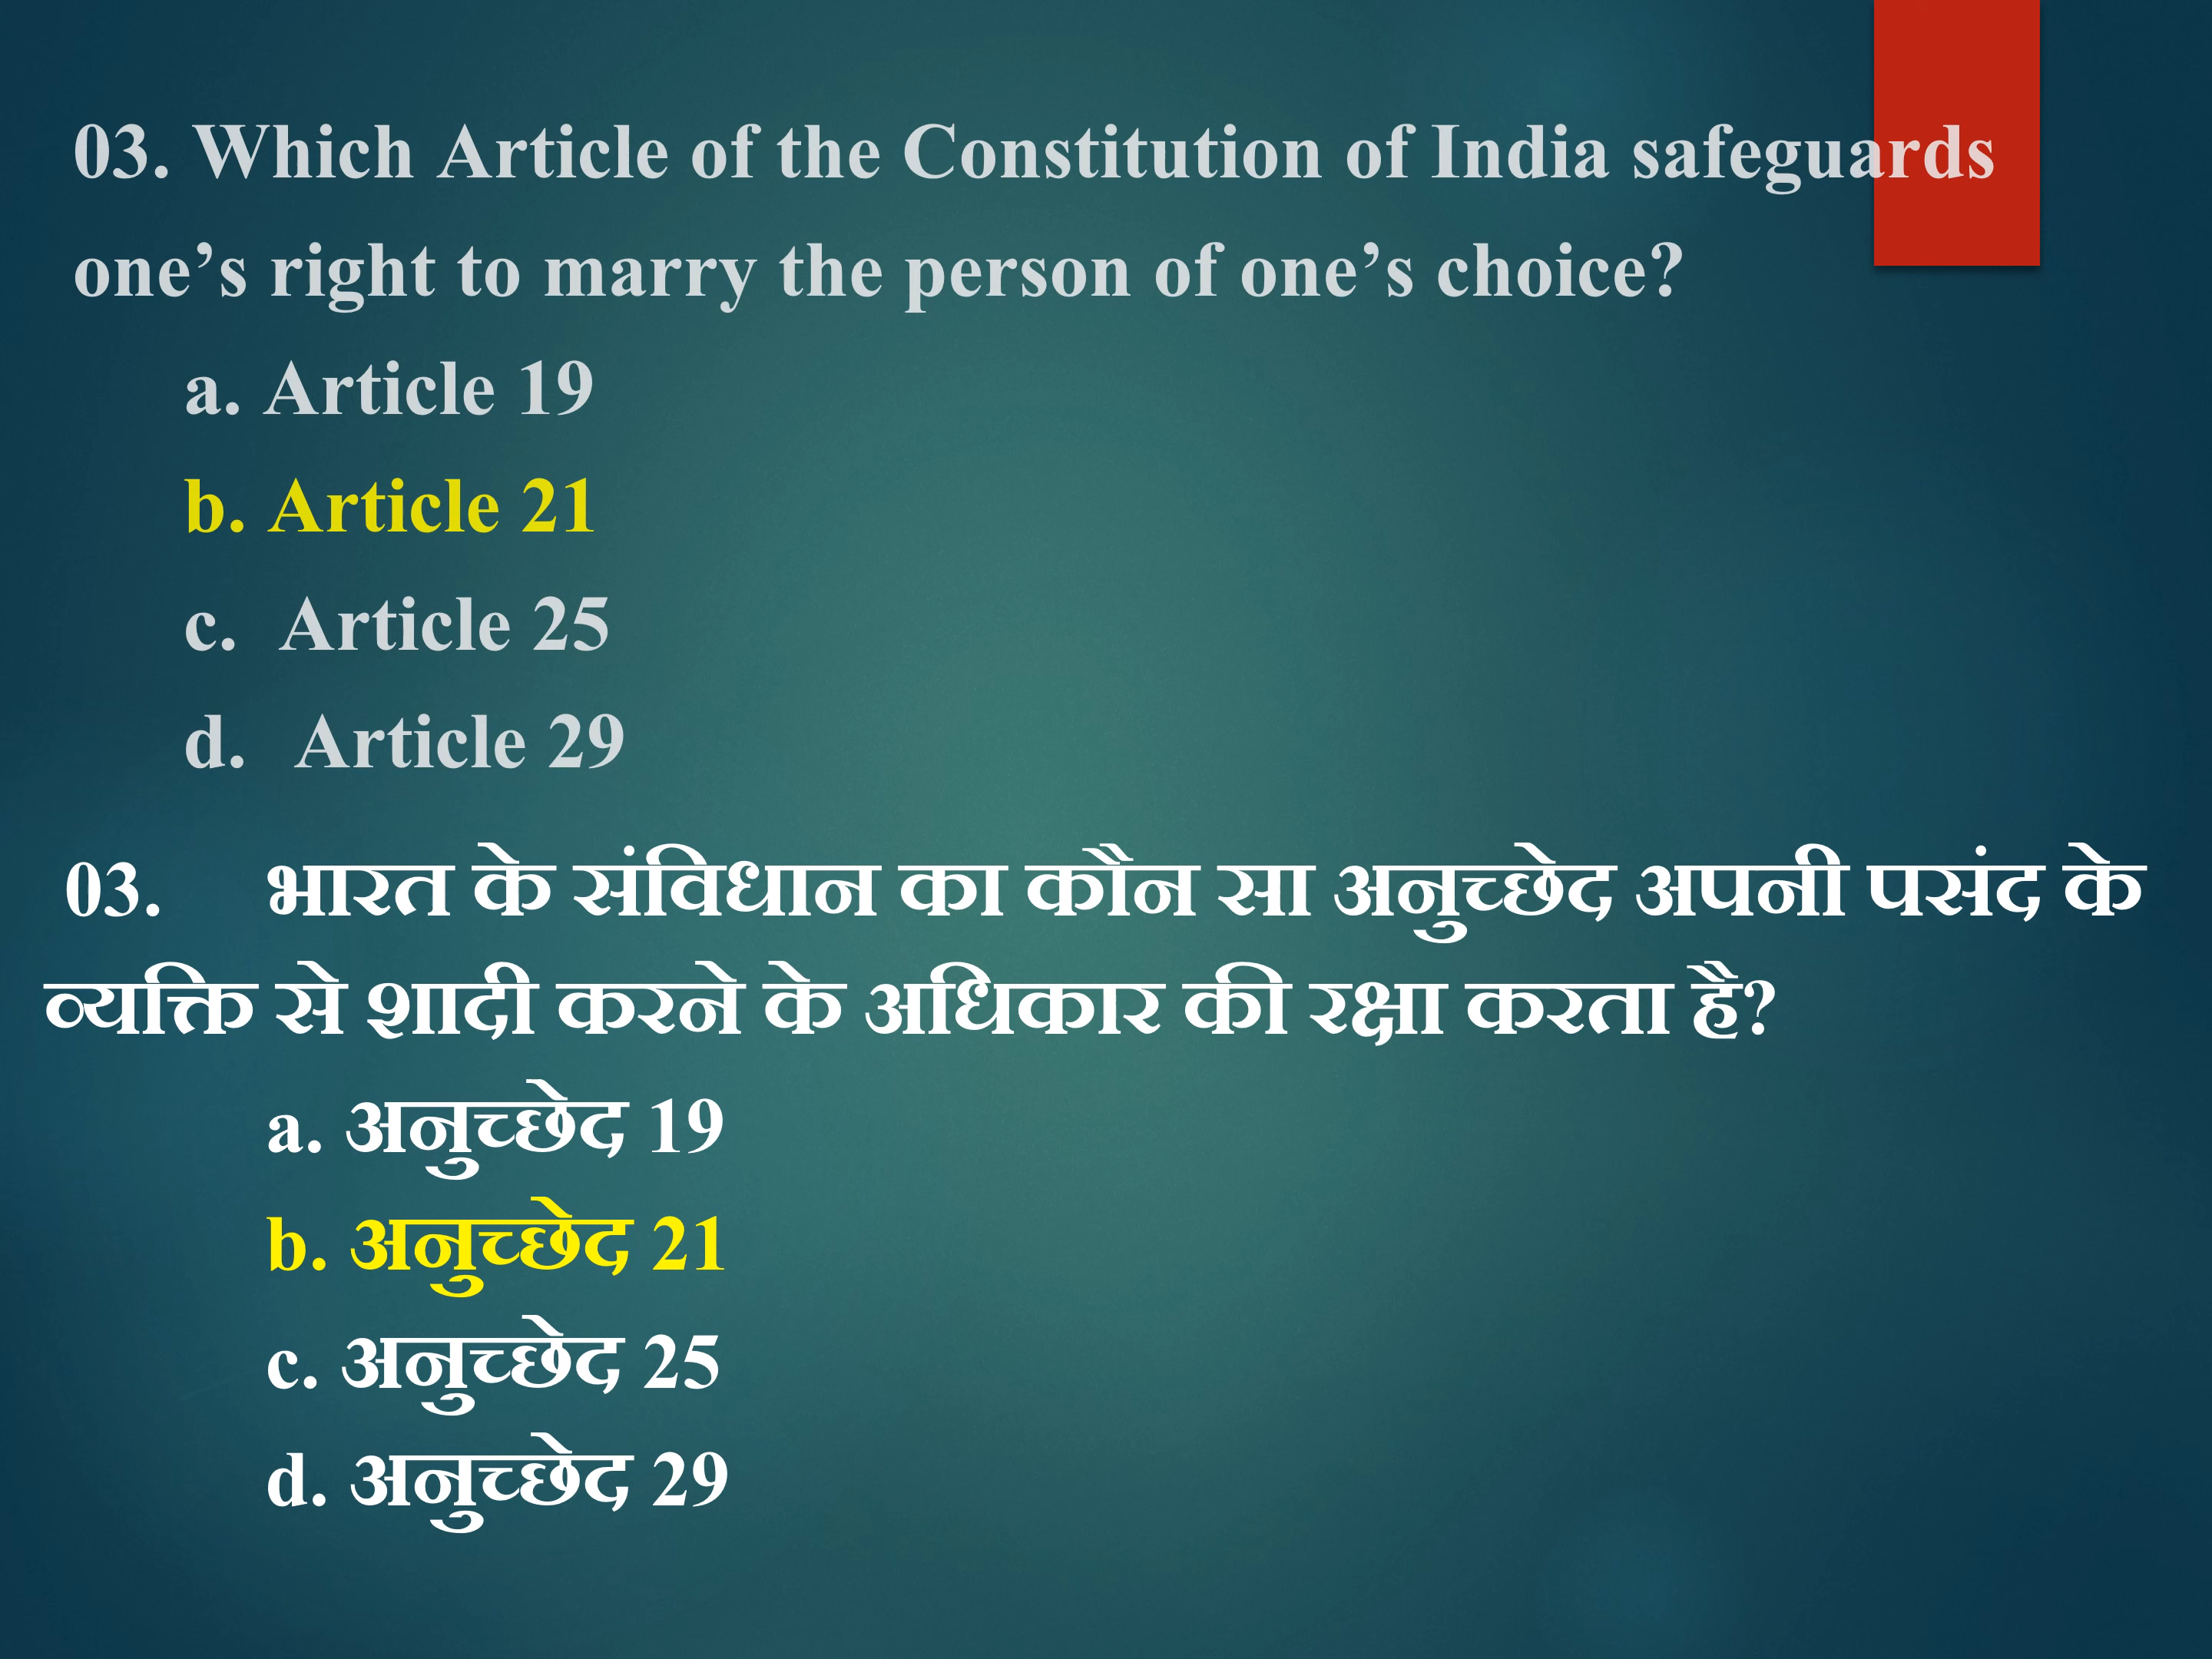 03. Which Article of the Constitution of India safeguards
one’s right to marry the person of one’s choice?
a. Article 19
b. Article 21
c. Article 25
d. Article 29
03. भारत के संविधान का कौन सा अनुच्छेद अपनी पसंद के
व्यक्ति से शादी करने के अधिकार की रक्षा करता है?
a. अनुच्छेद 19
b. अनुच्छेद 21
c. अनुच्छेद 25
d. अनुच्छेद 29